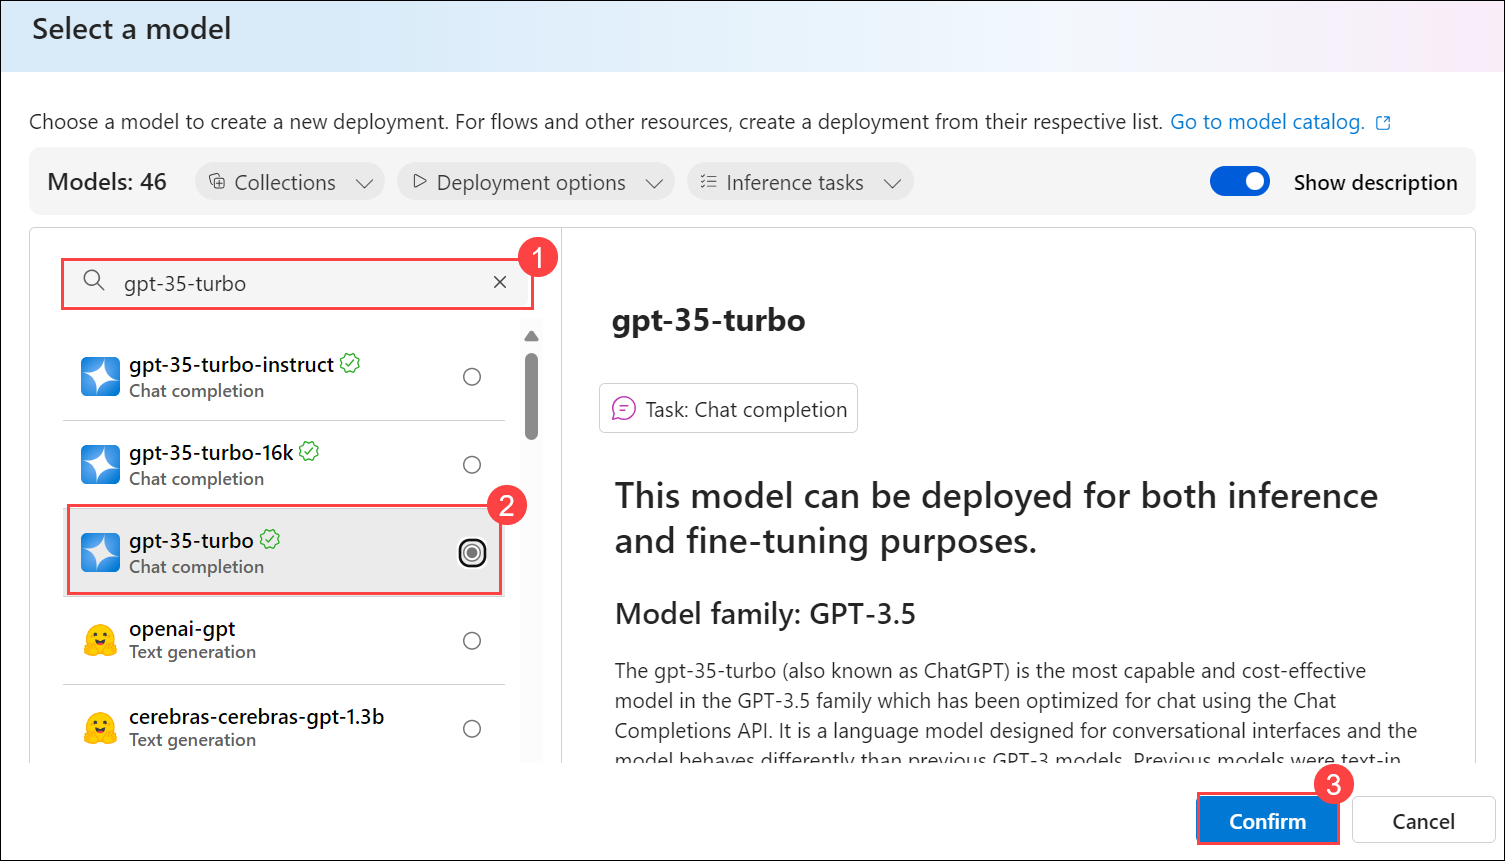 Select a model
Choose a model to create a new deployment. For flows and other resources, create a deployment from their respective list. Go to model catalog.
Models: 46 Collections Deployment options Inference tasks Show description
1
gpt-35-turbo
gpt-35-turbo-instruct
Chat completion
gpt-35-turbo-16k
Chat completion
2
gpt-35-turbo
Chat completion
openai-gpt
Text generation
cerebras-cerebras-gpt-1.3b
Text generation
gpt-35-turbo
Task: Chat completion
This model can be deployed for both inference
and fine-tuning purposes.
Model family: GPT-3.5
The gpt-35-turbo (also known as ChatGPT) is the most capable and cost-effective
model in the GPT-3.5 family which has been optimized for chat using the Chat
Completions API. It is a language model designed for conversational interfaces and the
model behaves differently than previous GPT-3 models. Previous models were text-in
3
Confirm Cancel